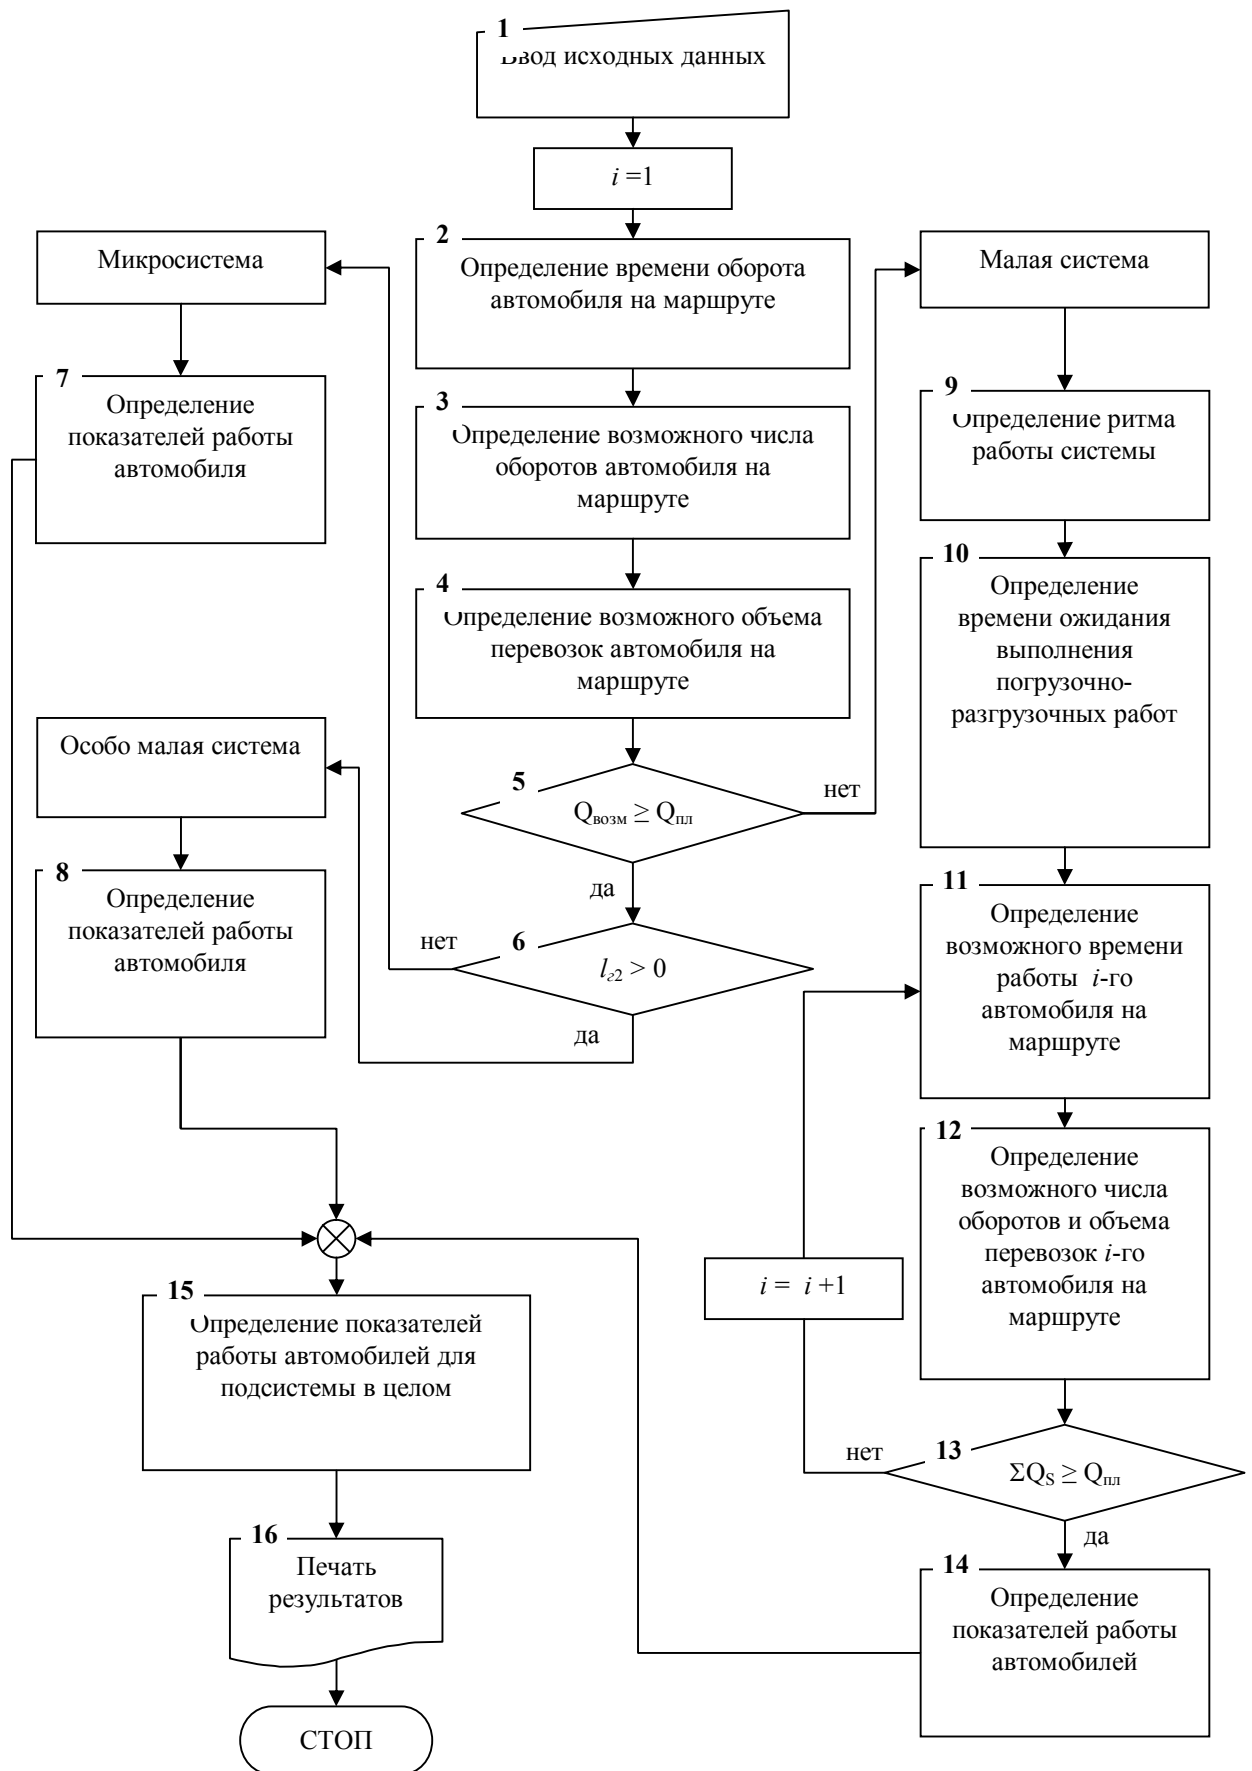 1
Ввод исходных данных
i =1
2
Определение времени оборота
автомобиля на маршруте
Микросистема
Малая система
7
Определение
показателей работы
автомобиля
3
Определение возможного числа
оборотов автомобиля на
маршруте
9
Определение ритма
работы системы
4
Определение возможного объема
перевозок автомобиля на
маршруте
10
Определение
времени ожидания
выполнения
погрузочно-
разгрузочных работ
Особо малая система
5
Qвозм ≥ Qпл
нет
да
8
Определение
показателей работы
автомобиля
6
lг2 > 0
нет
да
11
Определение
возможного времени
работы i-го
автомобиля на
маршруте
12
Определение
возможного числа
оборотов и объема
перевозок i-го
автомобиля на
маршруте
i = i +1
13
ΣQS ≥ Qпл
нет
да
14
Определение
показателей работы
автомобилей
15
Определение показателей
работы автомобилей для
подсистемы в целом
16
Печать
результатов
СТОП